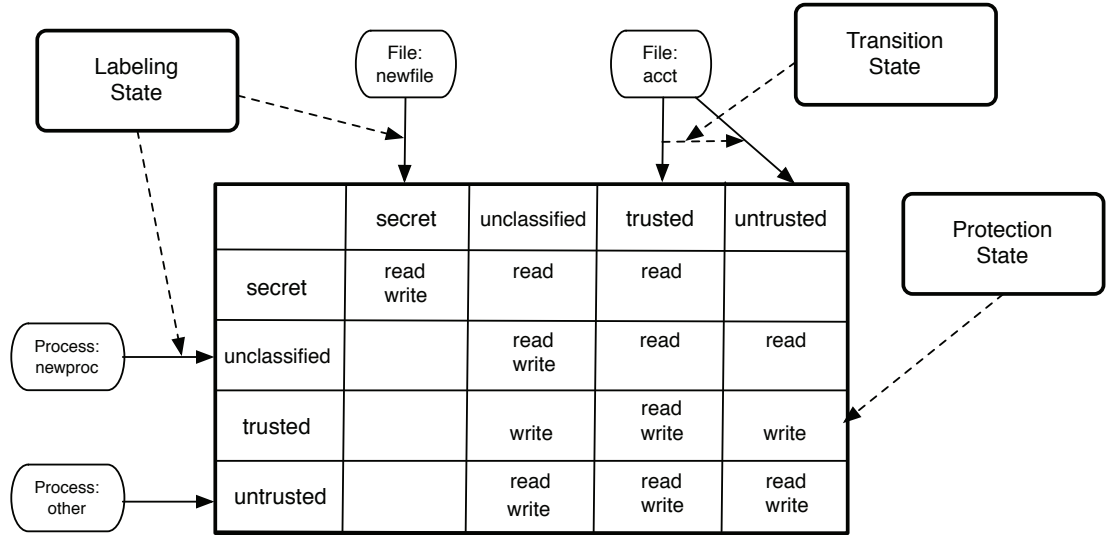 Labeling
State
File:
newfile
File:
acct
Transition
State
secret
unclassified
trusted
untrusted
Protection
State
secret
read
write
read
read
Process:
newproc
unclassified
read
write
read
read
trusted
write
read
write
write
Process:
other
untrusted
read
write
read
write
read
write